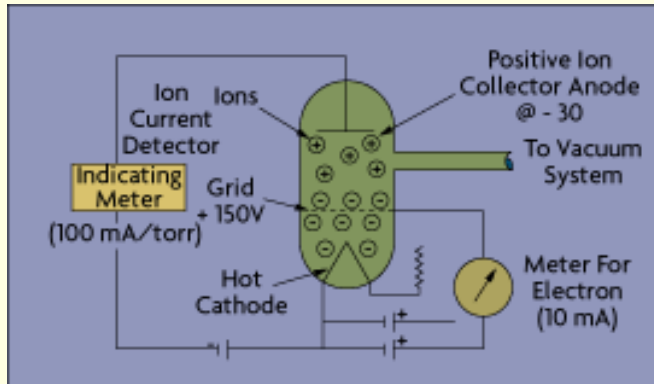 Ion
Current
Detector
Ions
Positive Ion
Collector Anode
@ - 30
To Vacuum
System
Indicating
Meter
(100 mA/torr)
Grid
+ 150V
Hot
Cathode
Meter For
Electron
(10 mA)